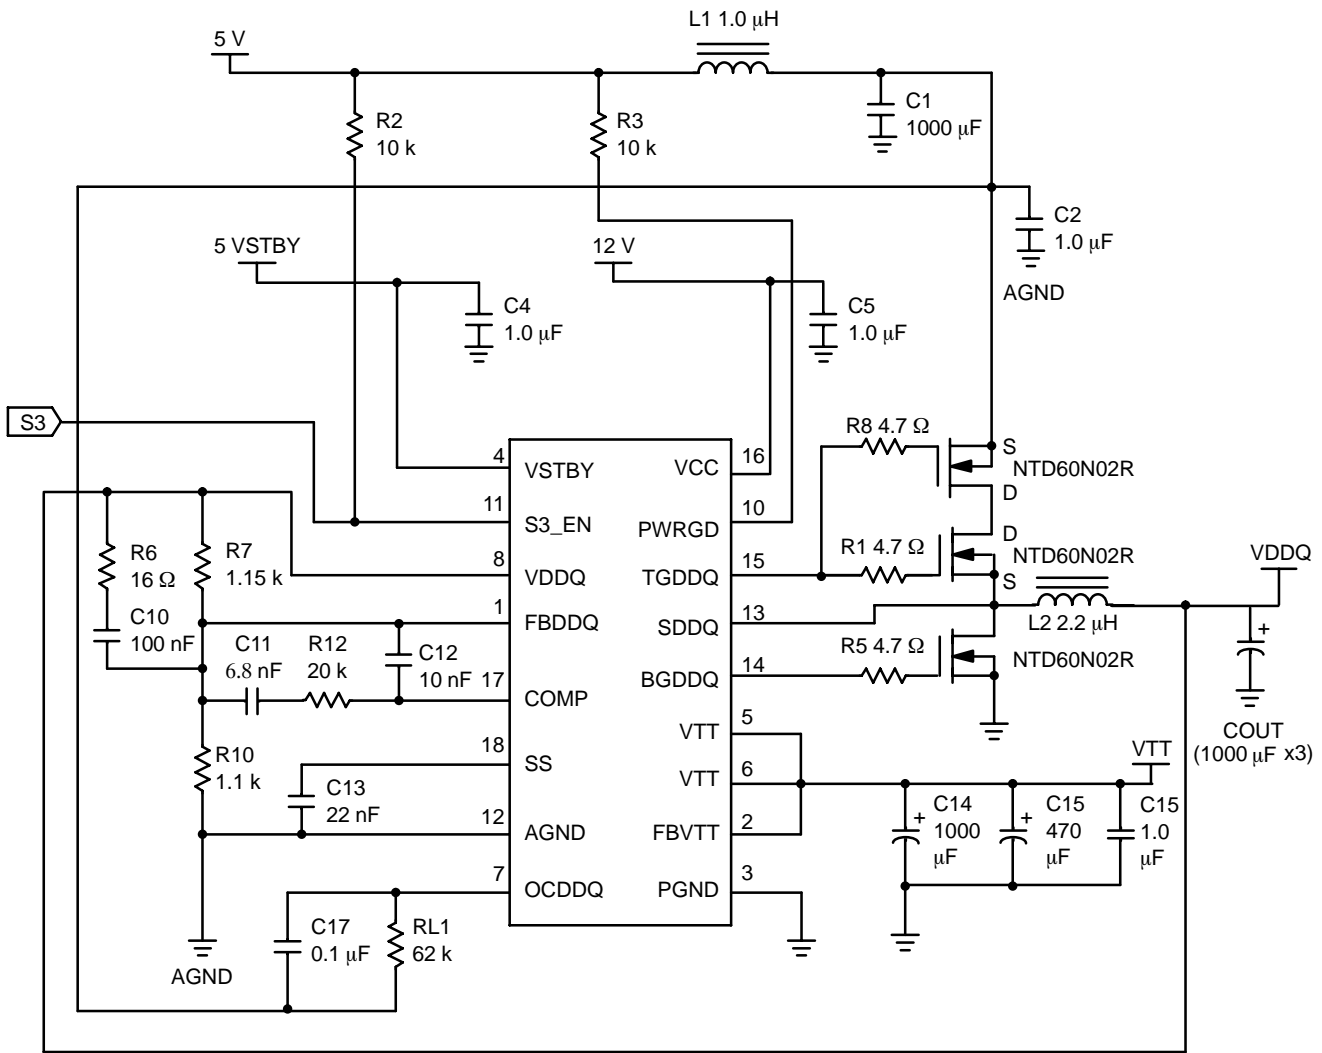 L1 1.0 μH
5 V
C1
1000 μF
R2
10 k
R3
10 k
C2
1.0 μF
AGND
5 VSTBY
12 V
C4
1.0 μF
C5
1.0 μF
S3
R8 4.7 Ω
S
NTD60N02R
D
4
VSTBY
VCC
16
11
S3_EN
PWRGD
10
D
R1 4.7 Ω
NTD60N02R
S
VDDQ
R6
16 Ω
R7
1.15 k
8
VDDQ
TGDDQ
15
1
FBDDQ
SDDQ
13
L2 2.2 μH
+
C10
100 nF
C11
6.8 nF
R12
20 k
C12
10 nF
17
COMP
BGDDQ
14
R5 4.7 Ω
NTD60N02R
COUT
(1000 μF x3)
R10
1.1 k
18
SS
VTT
5
VTT
6
VTT
C13
22 nF
12
AGND
FBVTT
2
+
C14
1000
μF
+
C15
470
μF
C15
1.0
μF
7
OCDDQ
PGND
3
C17
0.1 μF
RL1
62 k
AGND